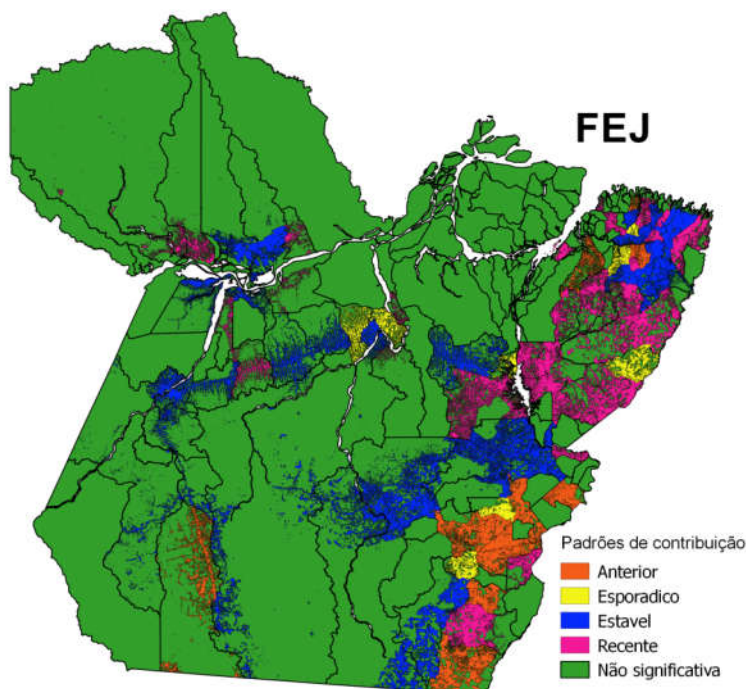 FEJ
Padrões de contribuição
Anterior
Esporadico
Estavel
Recente
Não significativa